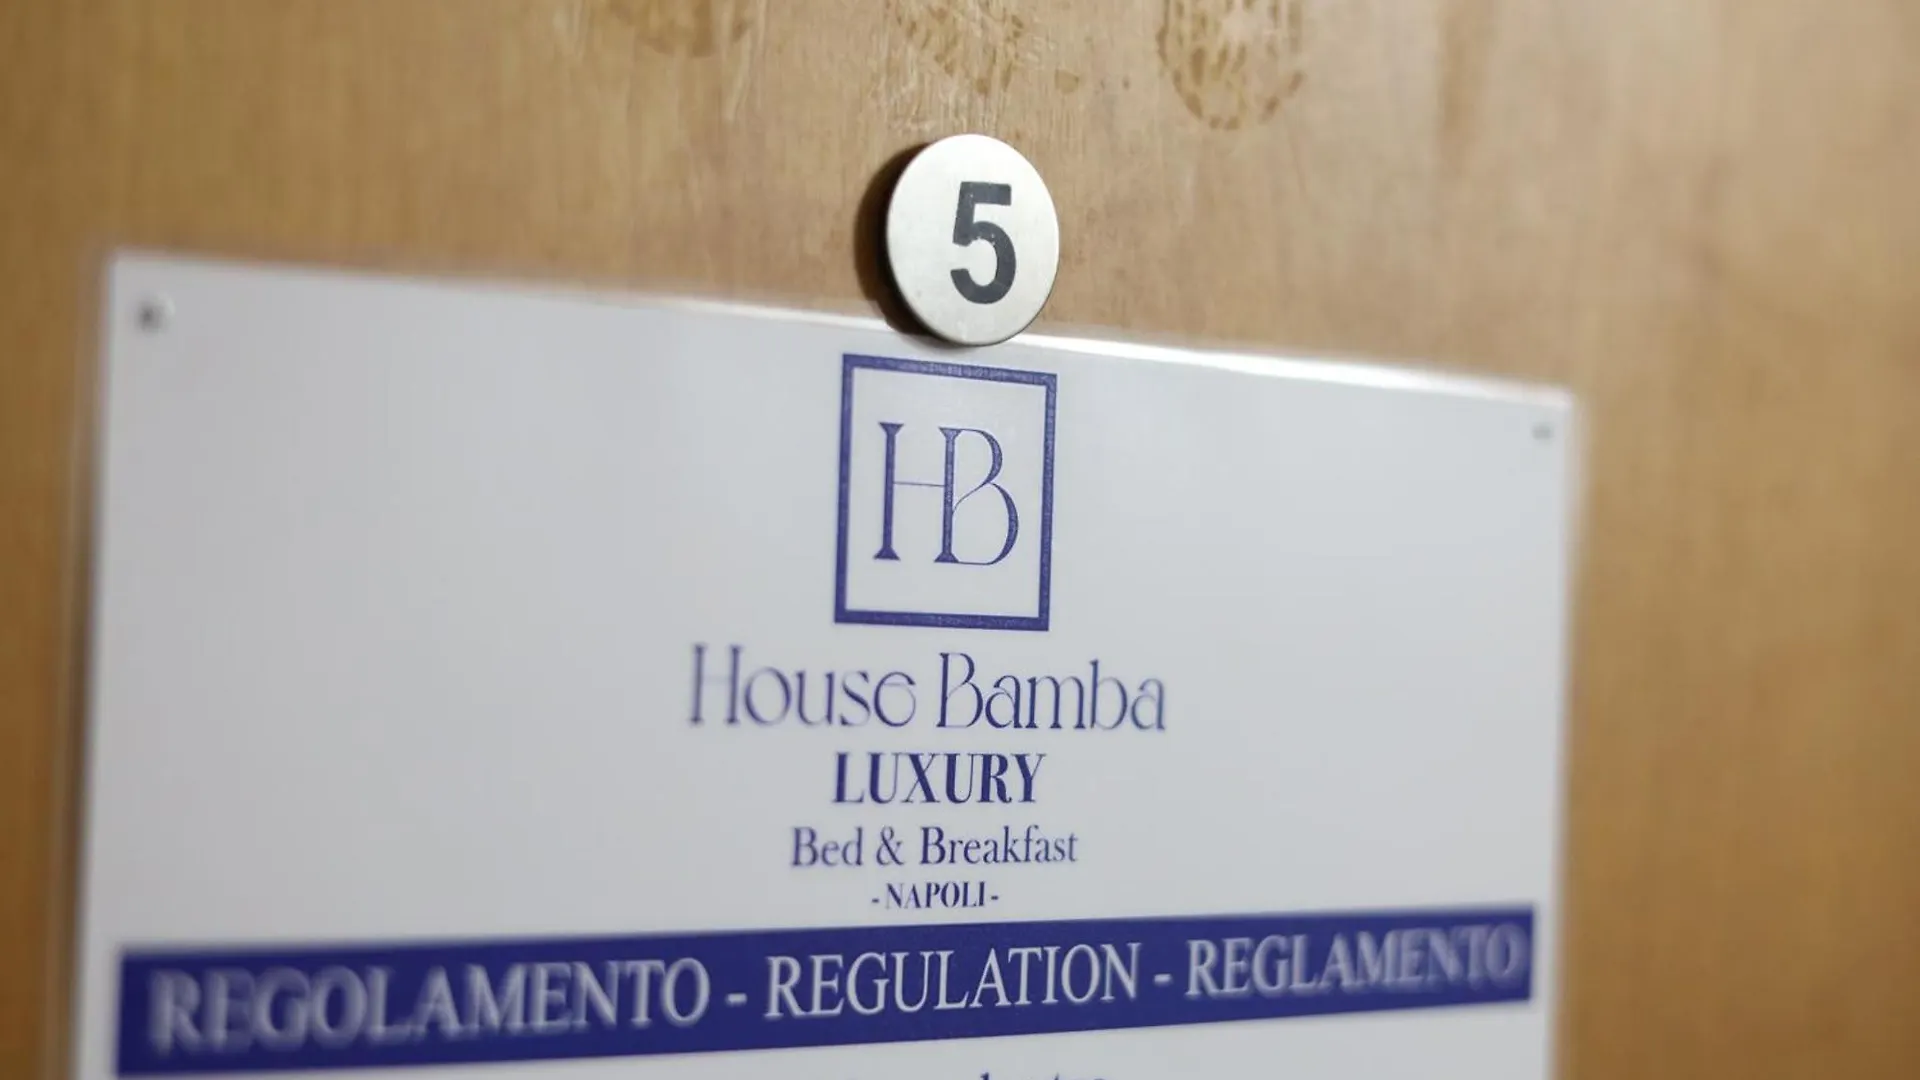 5
HB
House Bamba
LUXURY
Bed & Breakfast
-NAPOLI-
REGOLAMENTO - REGULATION - REGLAMENTO